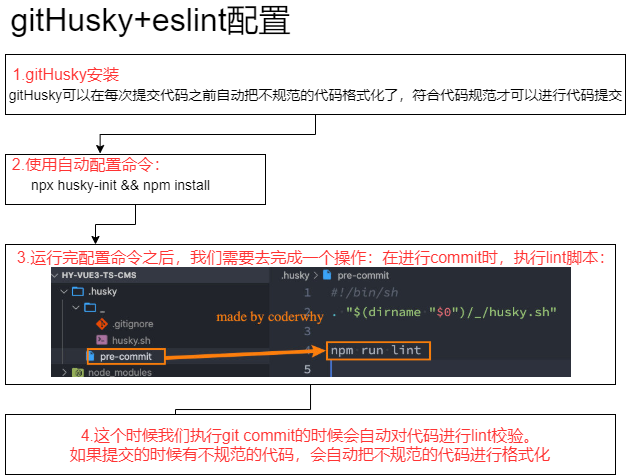 gitHusky+eslint配置
1.gitHusky安装
gitHusky可以在每次提交代码之前自动把不规范的代码格式化了，符合代码规范才可以进行代码提交
2.使用自动配置命令：
npx husky-init && npm install
3.运行完配置命令之后，我们需要去完成一个操作：在进行commit时，执行lint脚本：
HY-VUE3-TS-CMS
.husky
_
.gitignore
husky.sh
pre-commit
node_modules
.husky > pre-commit
1 #!/bin/sh
2 . "$(dirname "$0")/_/husky.sh"
made by coderwhy
3
npm run lint
5
4.这个时候我们执行git commit的时候会自动对代码进行lint校验。
如果提交的时候有不规范的代码，会自动把不规范的代码进行格式化